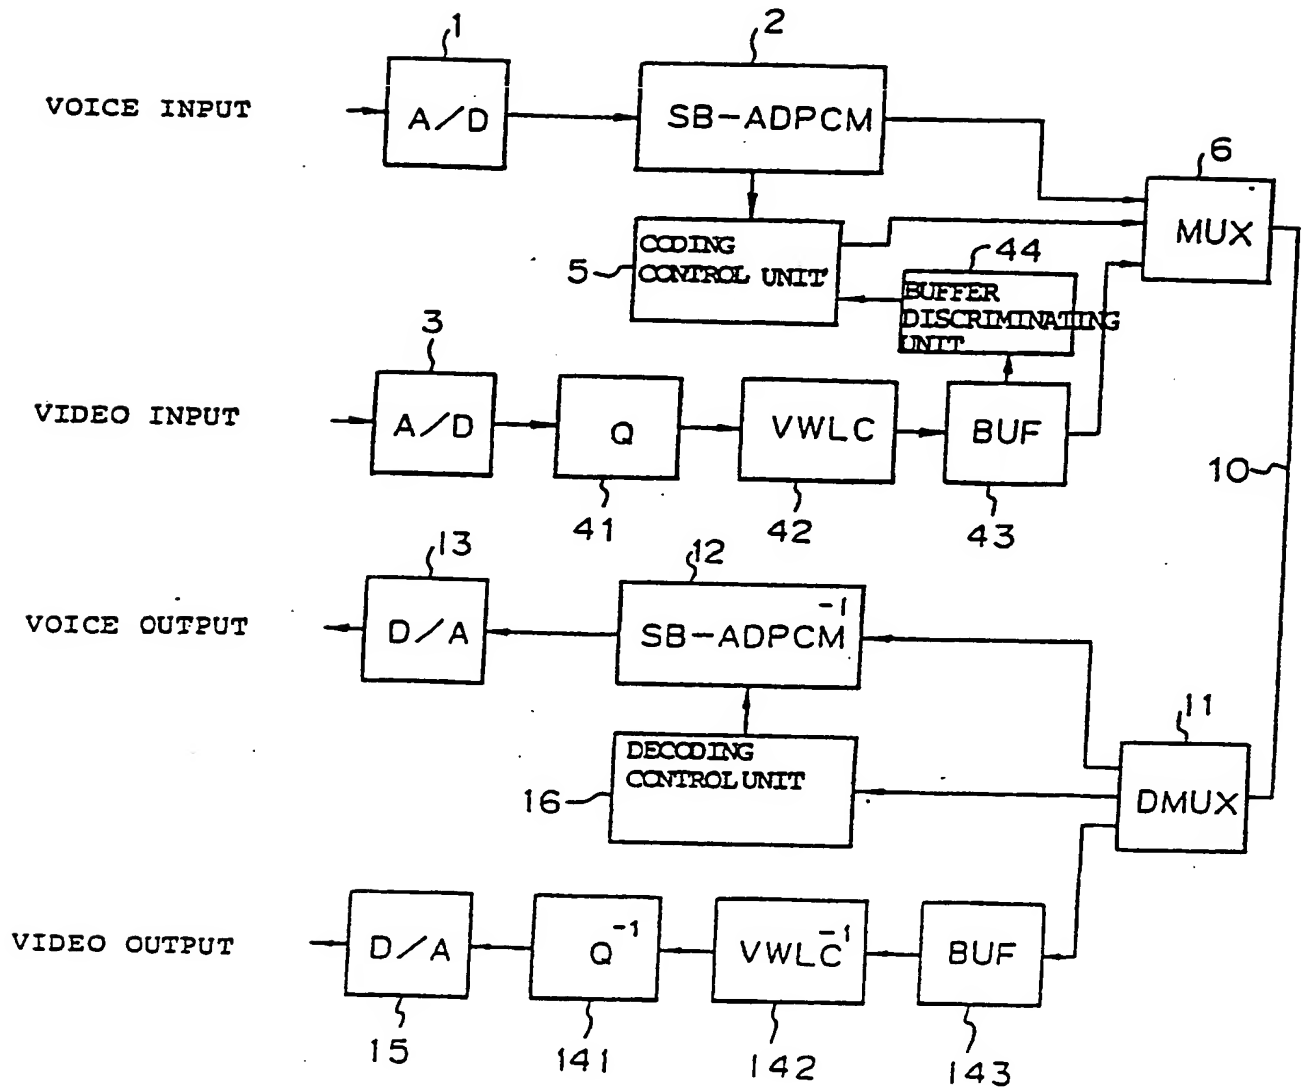 1
2
VOICE INPUT
A/D
SB-ADPCM
6
MUX
CODING
CONTROL UNIT
5
44
BUFFER
DISCRIMINATING
UNIT
3
VIDEO INPUT
A/D
Q
VWLC
BUF
10
41
42
43
13
12
VOICE OUTPUT
D/A
SB-ADPCM-1
11
DECODING
CONTROL UNIT
16
DMUX
VIDEO OUTPUT
D/A
Q-1
VWLC-1
BUF
15
141
142
143